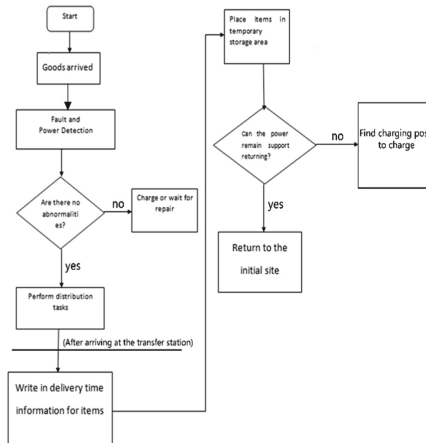 Start
Goods arrived
Fault and
Power Detection
Are there no
abnormaliti
es?
no
Charge or wait for
repair
yes
Perform distribution
tasks
(After arriving at the transfer station)
Write in delivery time
information for items
Place items in
temporary
storage area
Can the power
remain support
returning?
no
Find charging pos
to charge
yes
Return to the
initial site